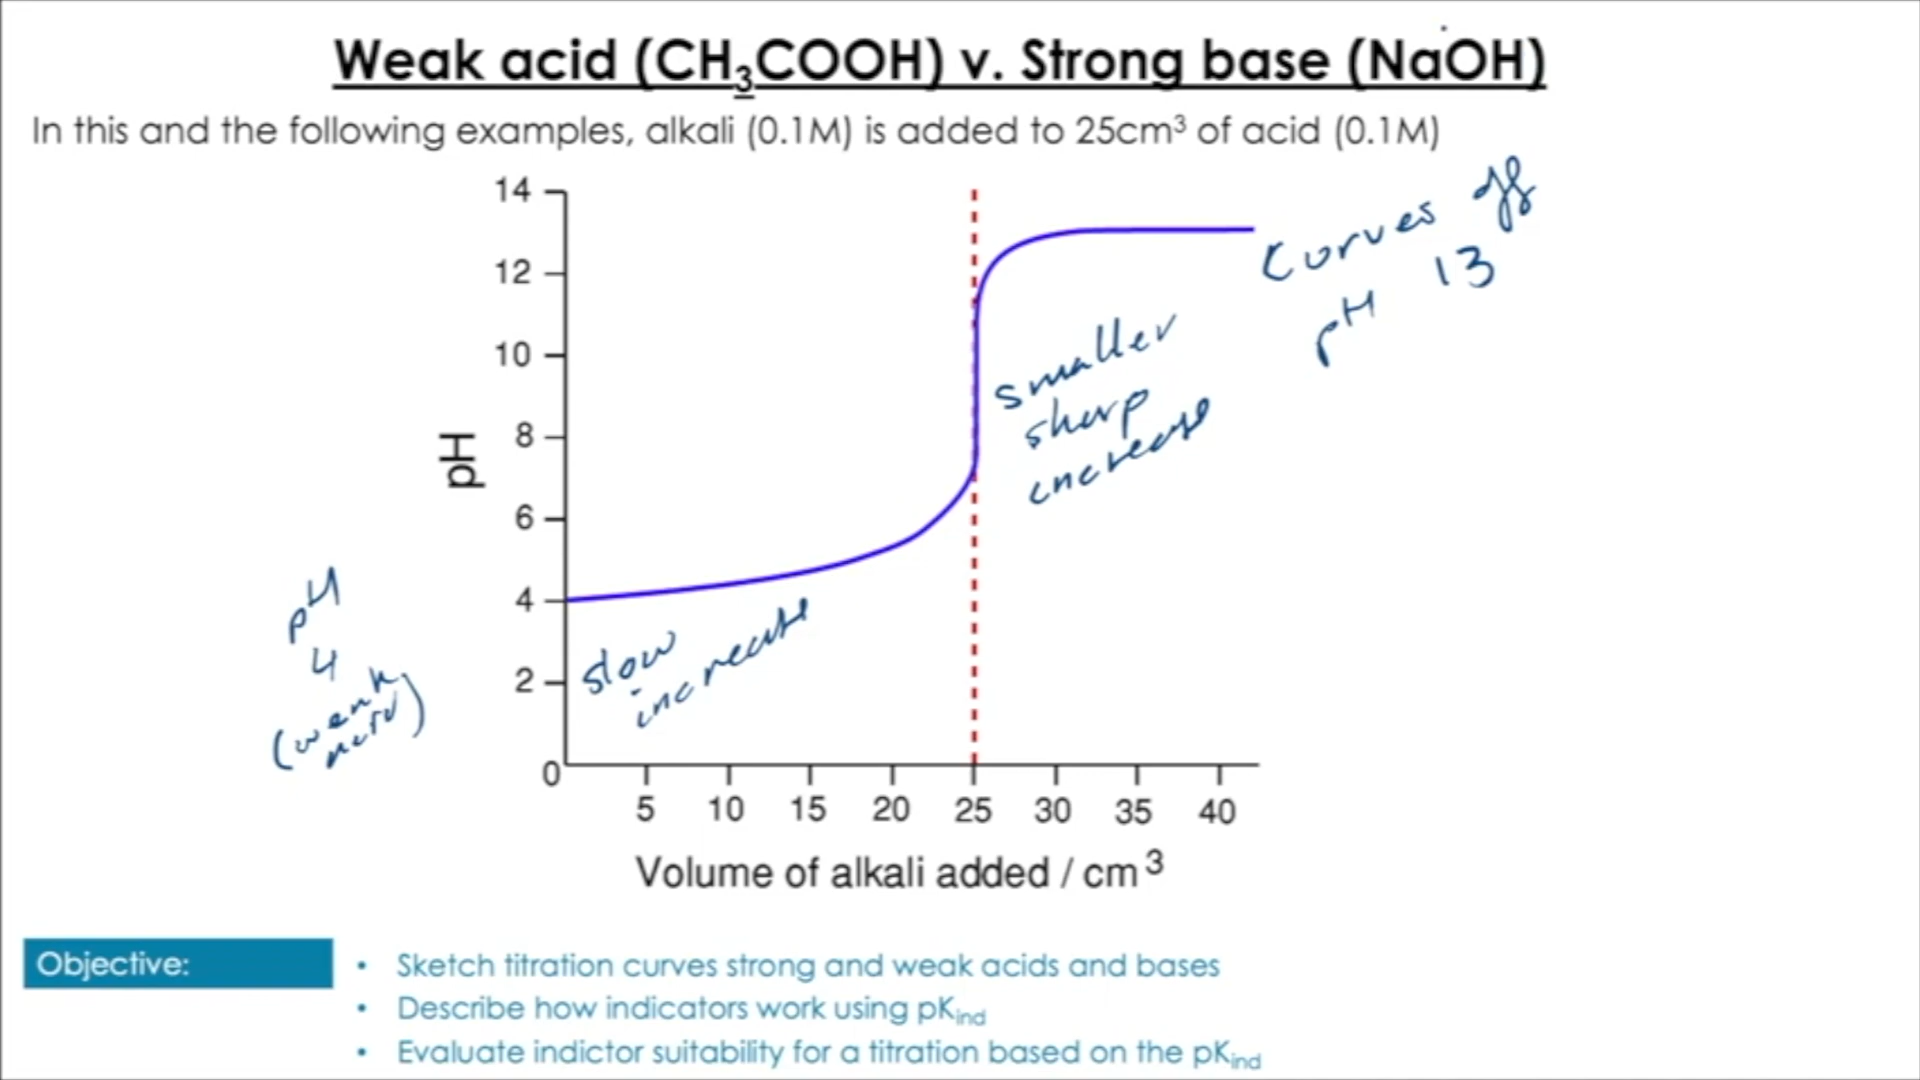 Weak acid (CH₃COOH) v. Strong base (NaOH)
In this and the following examples, alkali (0.1M) is added to 25cm³ of acid (0.1M)
14
12
10
8
6
4
2
0
pH
5 10 15 20 25 30 35 40
Volume of alkali added / cm³
Curves off
pH 13
smaller
sharp
increase
slow
increase
pH
4
(weak
acid)
Objective:
• Sketch titration curves strong and weak acids and bases
• Describe how indicators work using pKind
• Evaluate indictor suitability for a titration based on the pKind